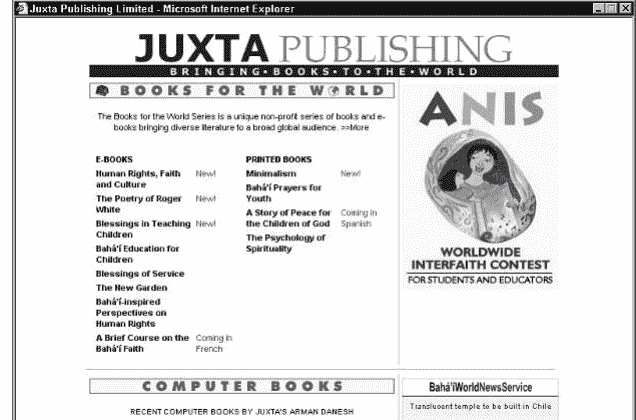 Juxta Publishing Limited - Microsoft Internet Explorer
JUXTA PUBLISHING
BRINGING•BOOKS•TO•THE•WORLD
BOOKS FOR THE WORLD
The Books for the World Series is a unique non-profit series of books and e-
books bringing diverse literature to a broad global audience. >>More
E-BOOKS
Human Rights, Faith New!
and Culture
The Poetry of Roger New!
White
Blessings in Teaching New!
Children
Bahá'í Education for
Children
Blessings of Service
The New Garden
Bahá'í-inspired
Perspectives on
Human Rights
A Brief Course on the Coming in
Bahá'í Faith French
PRINTED BOOKS
Minimalism New!
Bahá'í Prayers for
Youth
A Story of Peace for Coming in
the Children of God Spanish
The Psychology of
Spirituality
ANIS
WORLDWIDE
INTERFAITH CONTEST
FOR STUDENTS AND EDUCATORS
COMPUTER BOOKS
RECENT COMPUTER BOOKS BY JUXTA'S ARMAN DANESH
Bahá'íWorldNewsService
Translucent temple to be built in Chile